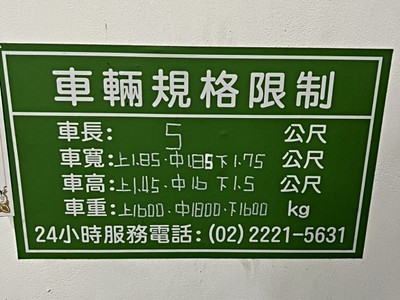 車輛規格限制
車長: 5 公尺
車寬:上1.85.中1.85下1.75 公尺
車高:上1.45.中1.6 下1.5 公尺
車重:上1600.中1800.下1600 kg
24小時服務電話:(02) 2221-5631